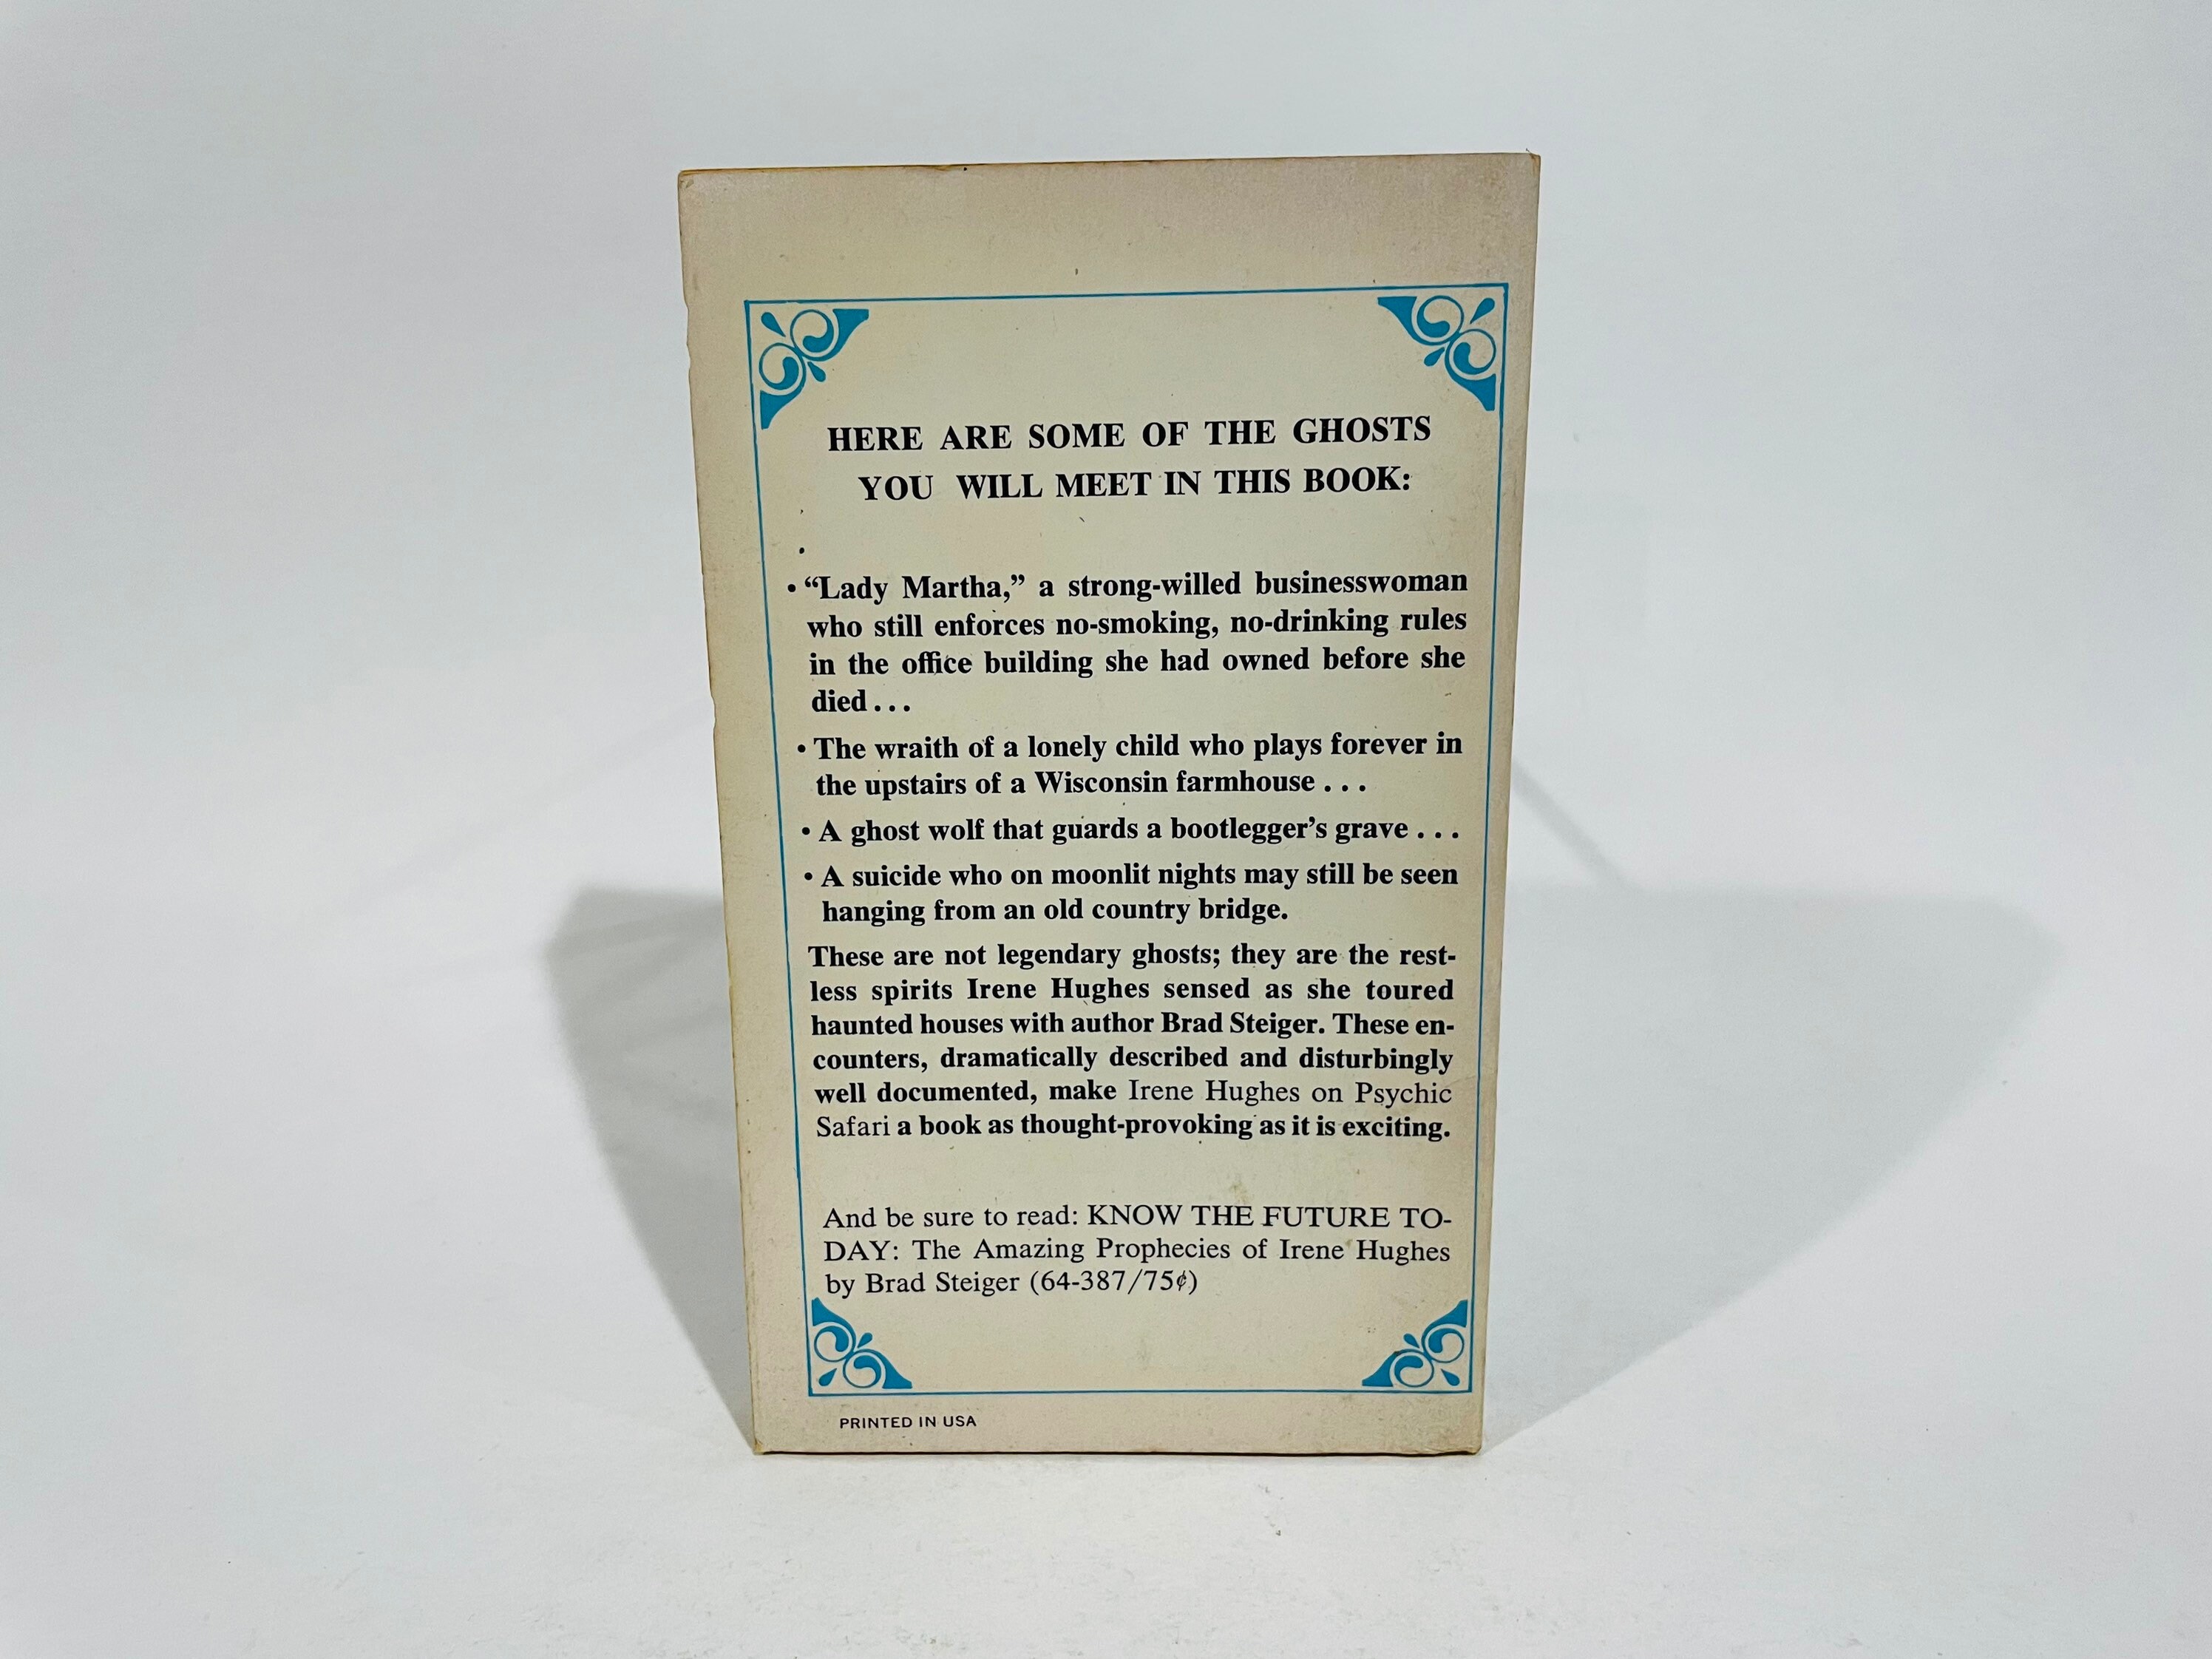 HERE ARE SOME OF THE GHOSTS
YOU WILL MEET IN THIS BOOK:
• “Lady Martha,” a strong-willed businesswoman
who still enforces no-smoking, no-drinking rules
in the office building she had owned before she
died . . .
• The wraith of a lonely child who plays forever in
the upstairs of a Wisconsin farmhouse . . .
• A ghost wolf that guards a bootlegger’s grave . . .
• A suicide who on moonlit nights may still be seen
hanging from an old country bridge.
These are not legendary ghosts; they are the rest-
less spirits Irene Hughes sensed as she toured
haunted houses with author Brad Steiger. These en-
counters, dramatically described and disturbingly
well documented, make Irene Hughes on Psychic
Safari a book as thought-provoking as it is exciting.
And be sure to read: KNOW THE FUTURE TO-
DAY: The Amazing Prophecies of Irene Hughes
by Brad Steiger (64-387/75¢)
PRINTED IN USA